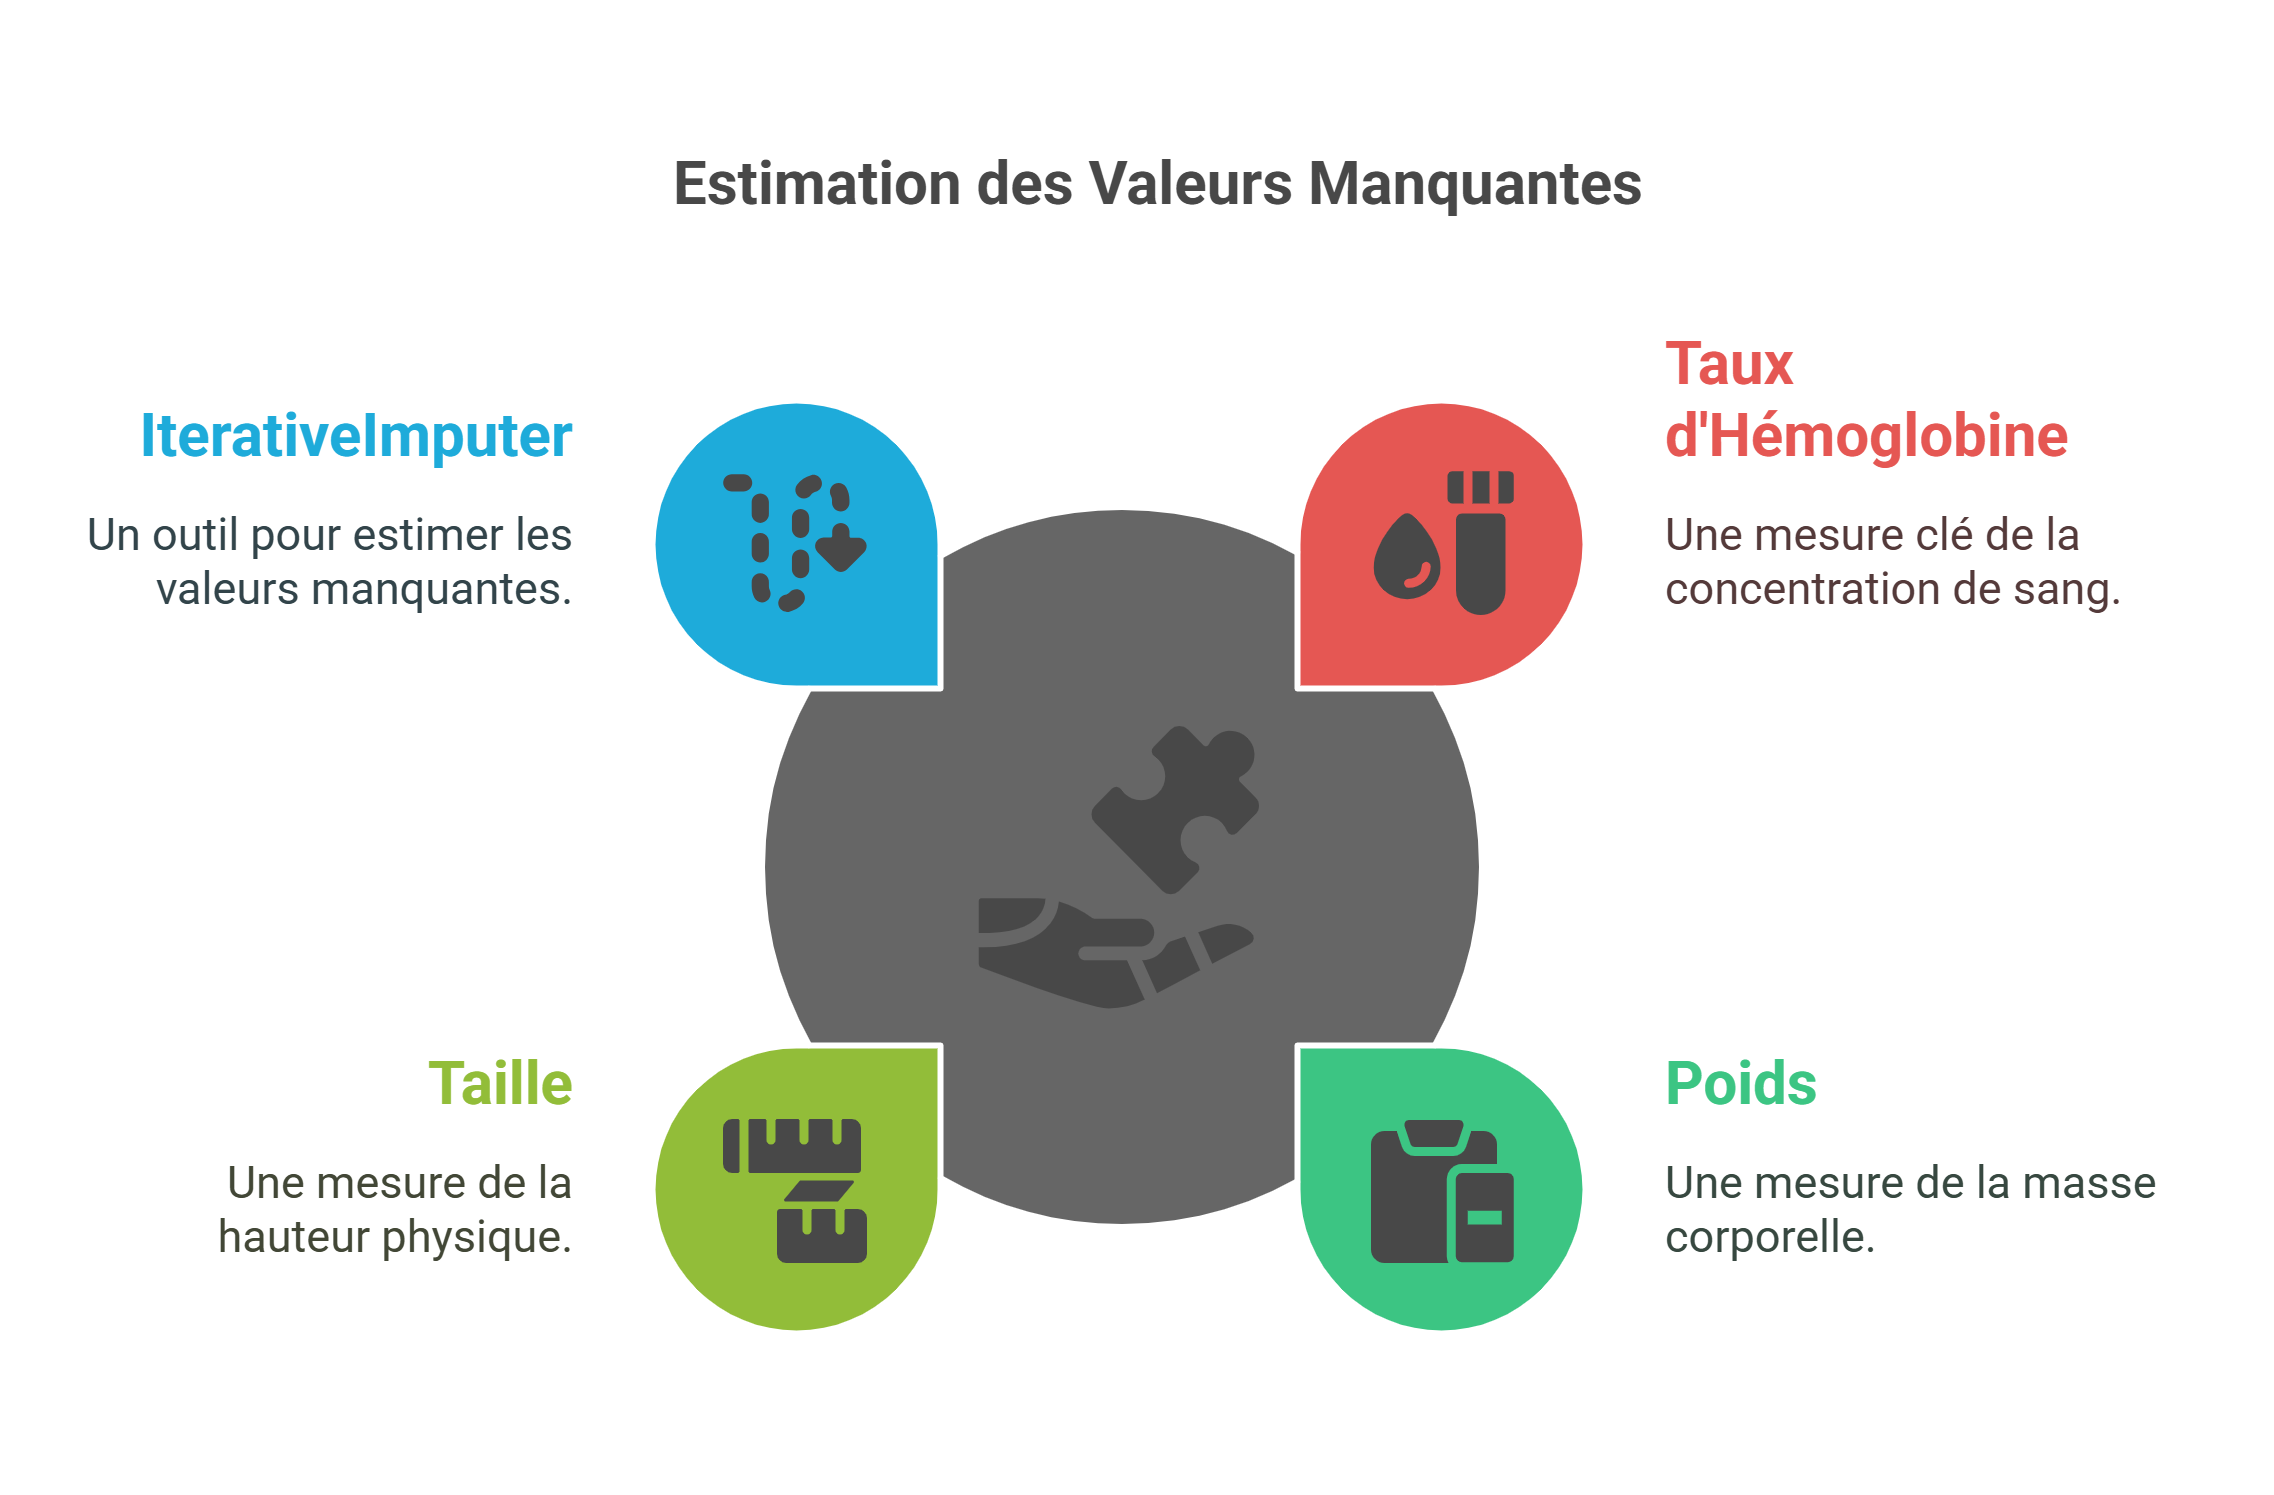 Estimation des Valeurs Manquantes
IterativeImputer
Un outil pour estimer les
valeurs manquantes.
Taux
d'Hémoglobine
Une mesure clé de la
concentration de sang.
Taille
Une mesure de la
hauteur physique.
Poids
Une mesure de la masse
corporelle.